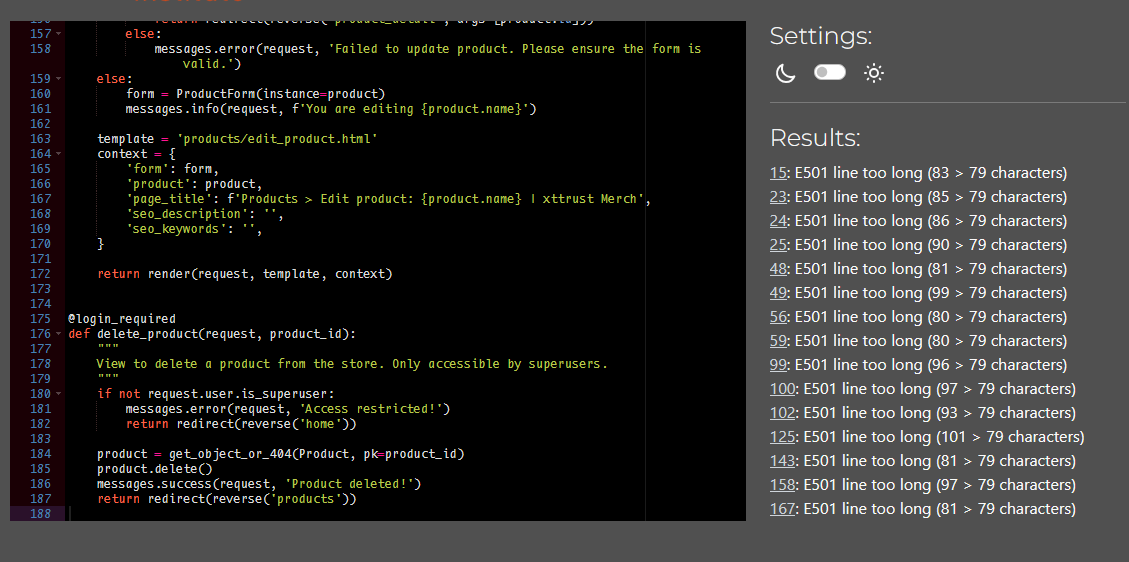 157 else:
158 messages.error(request, 'Failed to update product. Please ensure the form is
valid.')
159 else:
160 form = ProductForm(instance=product)
161 messages.info(request, f'You are editing {product.name}')
162
163 template = 'products/edit_product.html'
164 context = {
165 'form': form,
166 'product': product,
167 'page_title': f'Products > Edit product: {product.name} | xttrust Merch',
168 'seo_description': '',
169 'seo_keywords': '',
170 }
171
172 return render(request, template, context)
173
174
175 @login_required
176 def delete_product(request, product_id):
177 """
178 View to delete a product from the store. Only accessible by superusers.
179 """
180 if not request.user.is_superuser:
181 messages.error(request, 'Access restricted!')
182 return redirect(reverse('home'))
183
184 product = get_object_or_404(Product, pk=product_id)
185 product.delete()
186 messages.success(request, 'Product deleted!')
187 return redirect(reverse('products'))
188
Settings:
Results:
15: E501 line too long (83 > 79 characters)
23: E501 line too long (85 > 79 characters)
24: E501 line too long (86 > 79 characters)
25: E501 line too long (90 > 79 characters)
48: E501 line too long (81 > 79 characters)
49: E501 line too long (99 > 79 characters)
56: E501 line too long (80 > 79 characters)
59: E501 line too long (80 > 79 characters)
99: E501 line too long (96 > 79 characters)
100: E501 line too long (97 > 79 characters)
102: E501 line too long (93 > 79 characters)
125: E501 line too long (101 > 79 characters)
143: E501 line too long (81 > 79 characters)
158: E501 line too long (97 > 79 characters)
167: E501 line too long (81 > 79 characters)